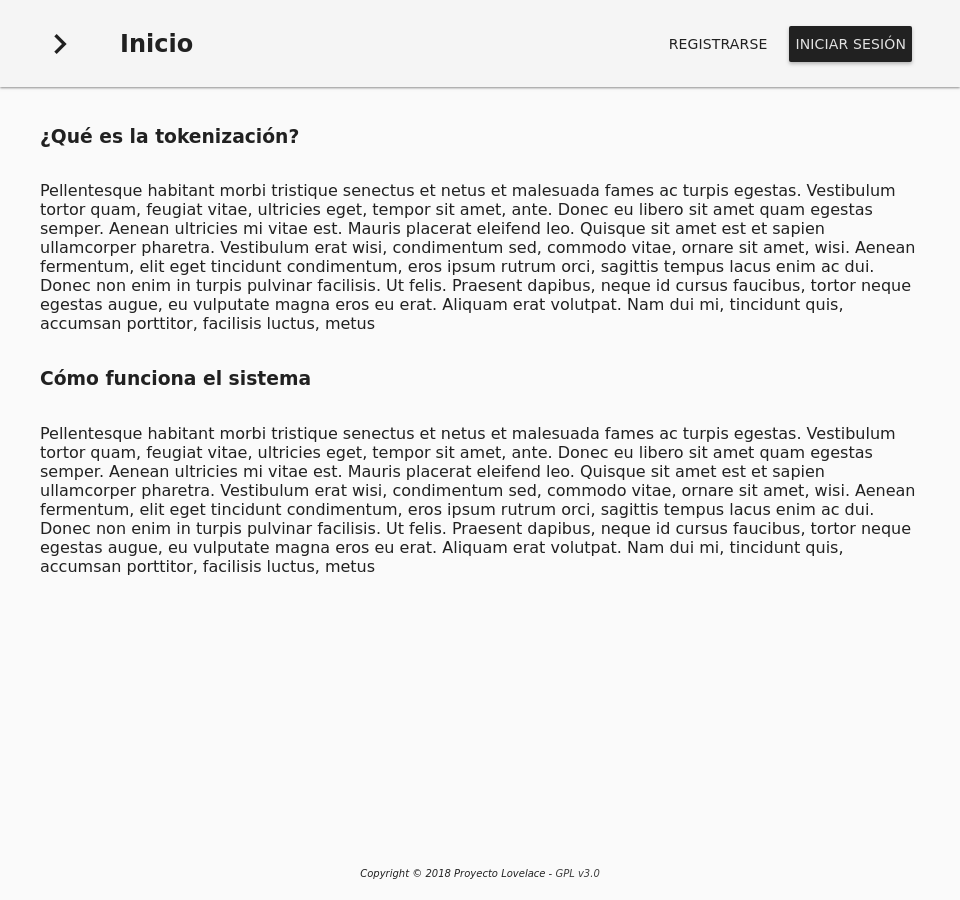 Inicio
REGISTRARSE
INICIAR SESIÓN
¿Qué es la tokenización?
Pellentesque habitant morbi tristique senectus et netus et malesuada fames ac turpis egestas. Vestibulum
tortor quam, feugiat vitae, ultricies eget, tempor sit amet, ante. Donec eu libero sit amet quam egestas
semper. Aenean ultricies mi vitae est. Mauris placerat eleifend leo. Quisque sit amet est et sapien
ullamcorper pharetra. Vestibulum erat wisi, condimentum sed, commodo vitae, ornare sit amet, wisi. Aenean
fermentum, elit eget tincidunt condimentum, eros ipsum rutrum orci, sagittis tempus lacus enim ac dui.
Donec non enim in turpis pulvinar facilisis. Ut felis. Praesent dapibus, neque id cursus faucibus, tortor neque
egestas augue, eu vulputate magna eros eu erat. Aliquam erat volutpat. Nam dui mi, tincidunt quis,
accumsan porttitor, facilisis luctus, metus
Cómo funciona el sistema
Pellentesque habitant morbi tristique senectus et netus et malesuada fames ac turpis egestas. Vestibulum
tortor quam, feugiat vitae, ultricies eget, tempor sit amet, ante. Donec eu libero sit amet quam egestas
semper. Aenean ultricies mi vitae est. Mauris placerat eleifend leo. Quisque sit amet est et sapien
ullamcorper pharetra. Vestibulum erat wisi, condimentum sed, commodo vitae, ornare sit amet, wisi. Aenean
fermentum, elit eget tincidunt condimentum, eros ipsum rutrum orci, sagittis tempus lacus enim ac dui.
Donec non enim in turpis pulvinar facilisis. Ut felis. Praesent dapibus, neque id cursus faucibus, tortor neque
egestas augue, eu vulputate magna eros eu erat. Aliquam erat volutpat. Nam dui mi, tincidunt quis,
accumsan porttitor, facilisis luctus, metus
Copyright © 2018 Proyecto Lovelace - GPL v3.0